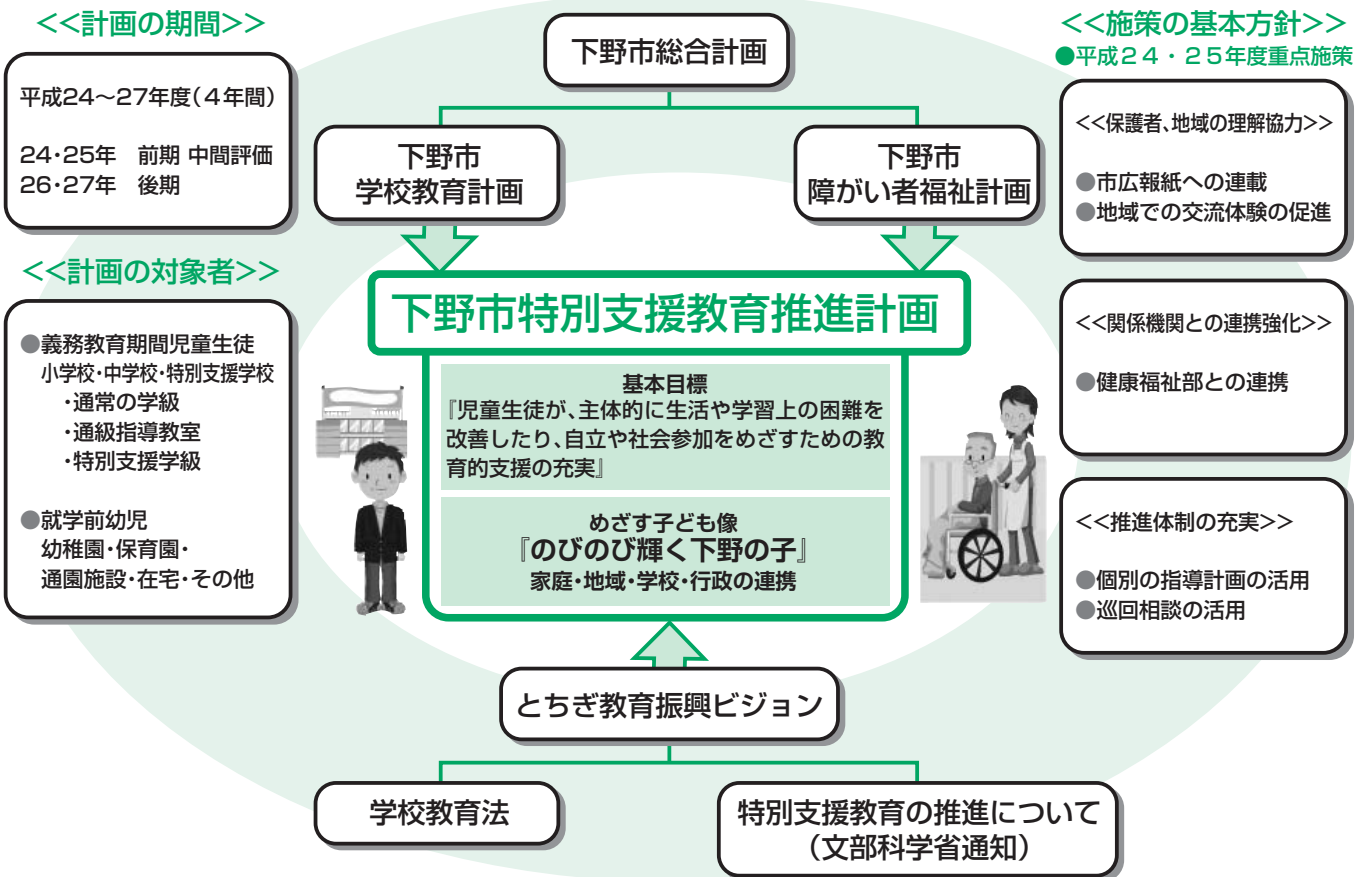 <<計画の期間>>
平成24～27年度(4年間)
24・25年　前期 中間評価
26・27年　後期
<<計画の対象者>>
●義務教育期間児童生徒
小学校・中学校・特別支援学校
・通常の学級
・通級指導教室
・特別支援学級
●就学前幼児
幼稚園・保育園・
通園施設・在宅・その他
下野市総合計画
下野市
学校教育計画
下野市
障がい者福祉計画
下野市特別支援教育推進計画
基本目標
『児童生徒が、主体的に生活や学習上の困難を
改善したり、自立や社会参加をめざすための教
育的支援の充実』
めざす子ども像
『のびのび輝く下野の子』
家庭・地域・学校・行政の連携
とちぎ教育振興ビジョン
学校教育法
特別支援教育の推進について
（文部科学省通知）
<<施策の基本方針>>
●平成24・25年度重点施策
<<保護者、地域の理解協力>>
●市広報紙への連載
●地域での交流体験の促進
<<関係機関との連携強化>>
●健康福祉部との連携
<<推進体制の充実>>
●個別の指導計画の活用
●巡回相談の活用